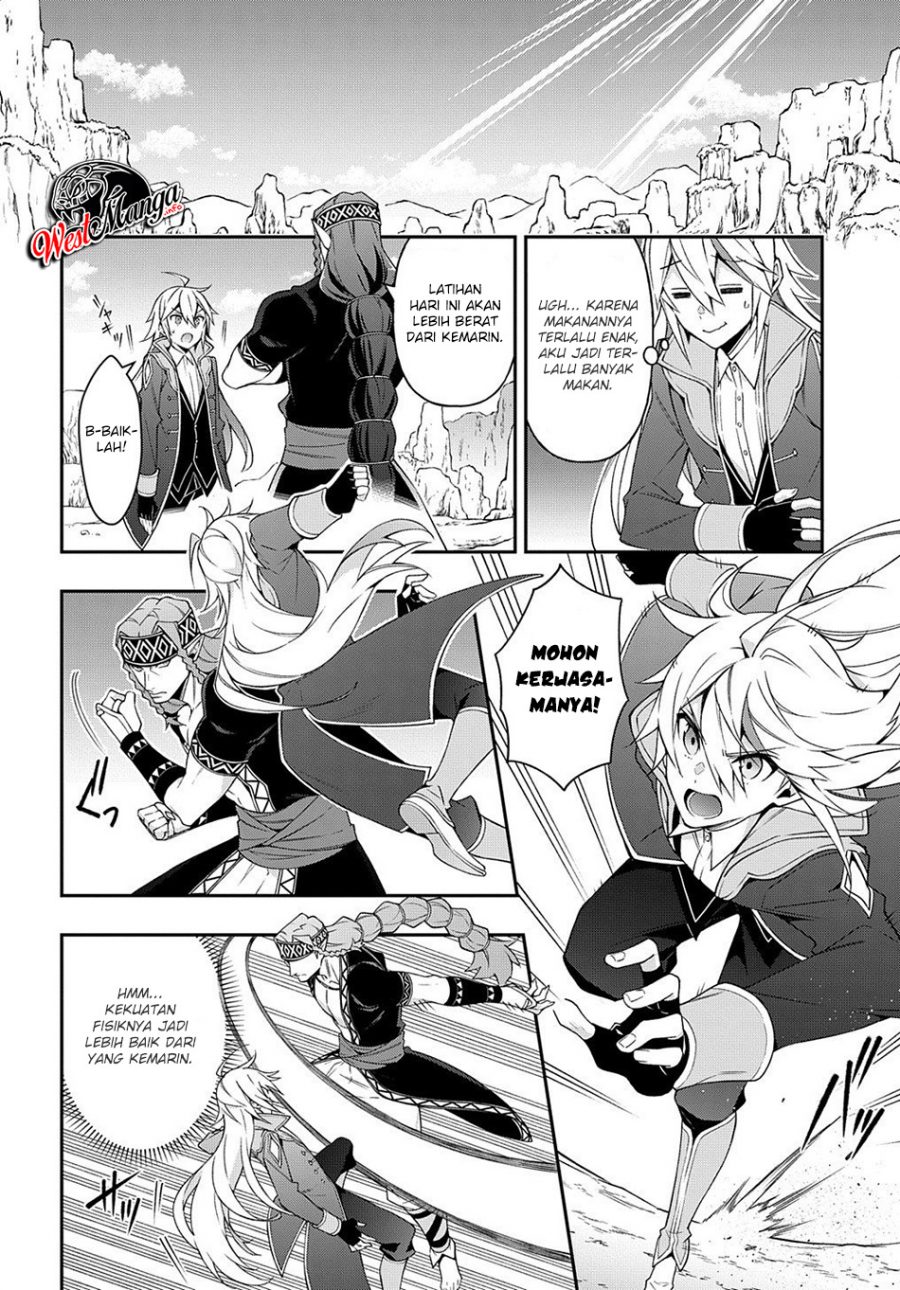 WestManga
.info
UGH... KARENA
MAKANANNYA
TERLALU ENAK,
AKU JADI TER-
LALU BANYAK
MAKAN.
LATIHAN
HARI INI AKAN
LEBIH BERAT
DARI KEMARIN.
B-BAIK-
LAH!
MOHON
KERJASA-
MANYA!
HMM...
KEKUATAN
FISIKNYA JADI
LEBIH BAIK DARI
YANG KEMARIN.